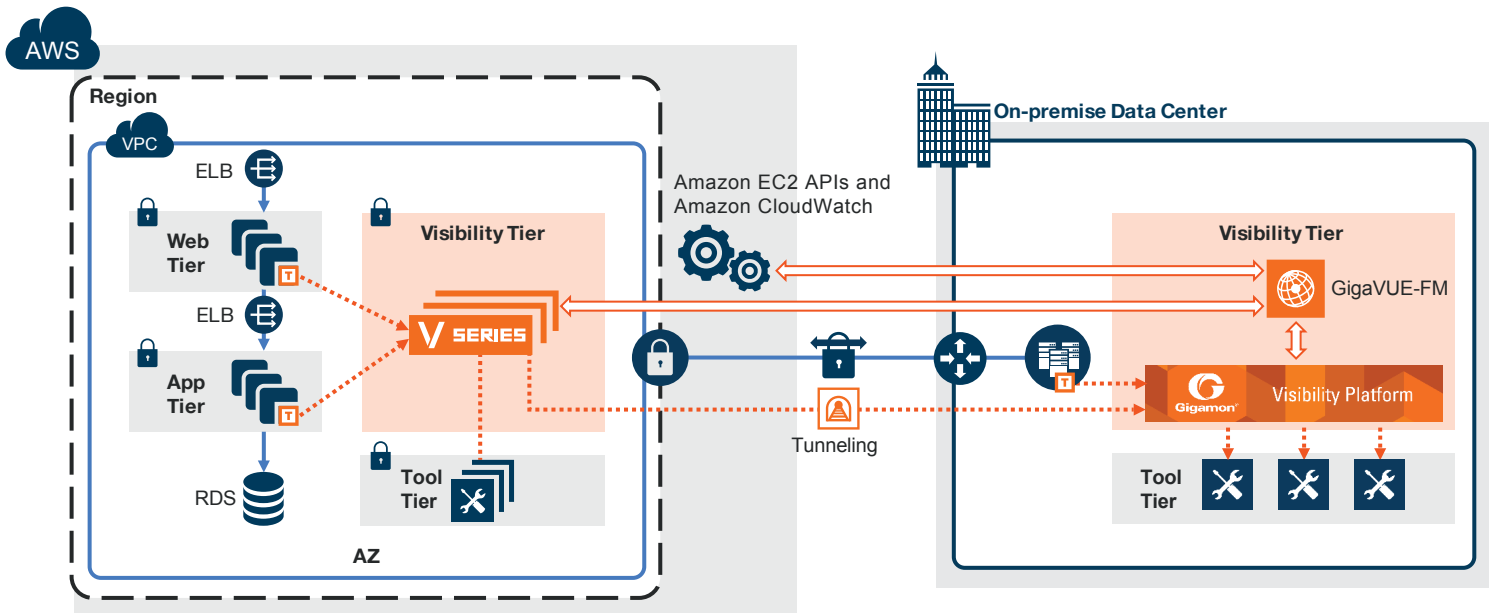 AWS
Region
VPC
ELB
Web
Tier
T
ELB
App
Tier
T
RDS
Visibility Tier
V SERIES
Tool
Tier
AZ
Amazon EC2 APIs and
Amazon CloudWatch
Tunneling
On-premise Data Center
Visibility Tier
GigaVUE-FM
T
Gigamon®
Visibility Platform
Tool
Tier